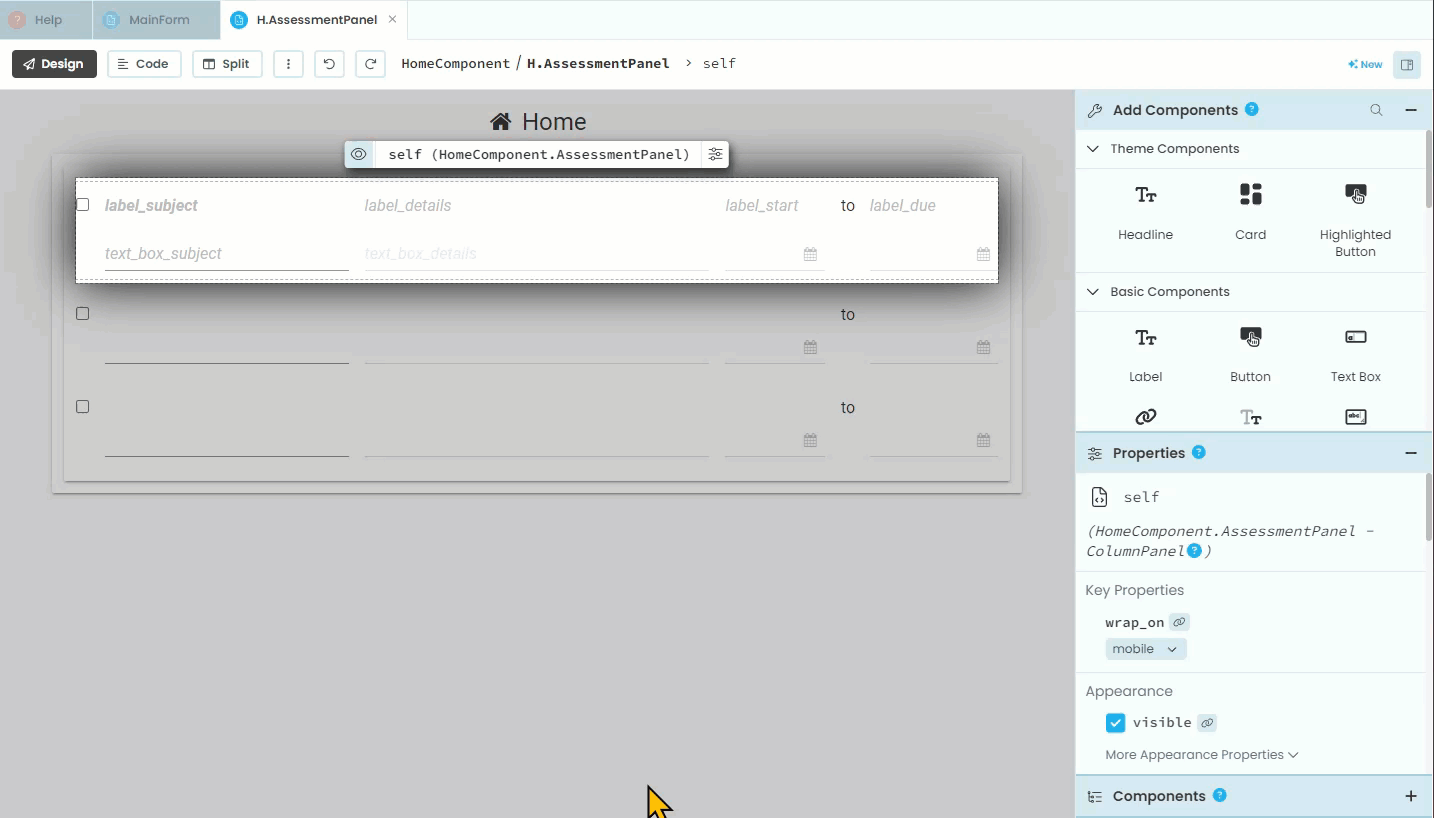 Help
MainForm
H.AssessmentPanel ×
Design
Code
Split
HomeComponent / H.AssessmentPanel > self
New
Home
self (HomeComponent.AssessmentPanel)
label_subject label_details label_start to label_due
text_box_subject text_box_details
to
to
Add Components ?
Theme Components
Headline
Card
Highlighted
Button
Basic Components
Label
Button
Text Box
Properties ?
self
(HomeComponent.AssessmentPanel -
ColumnPanel ? )
Key Properties
wrap_on
mobile
Appearance
visible
More Appearance Properties
Components ?